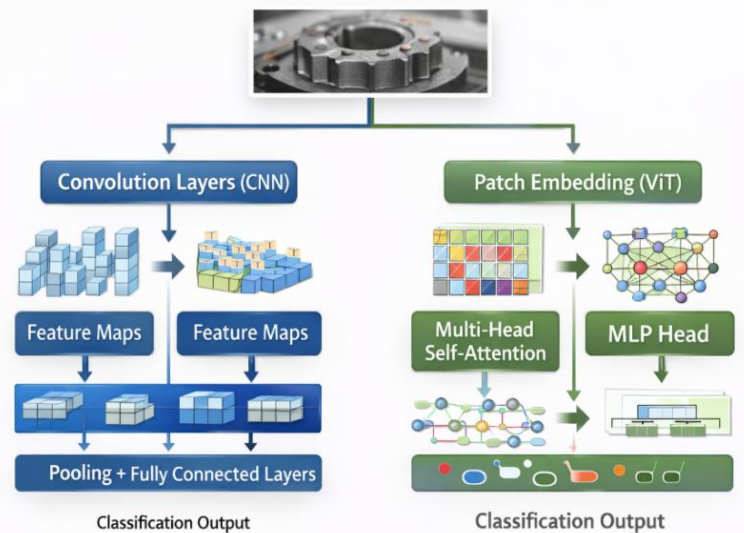 Convolution Layers (CNN)
Patch Embedding (ViT)
Feature Maps
Feature Maps
Multi-Head
Self-Attention
MLP Head
Pooling + Fully Connected Layers
Classification Output
Classification Output